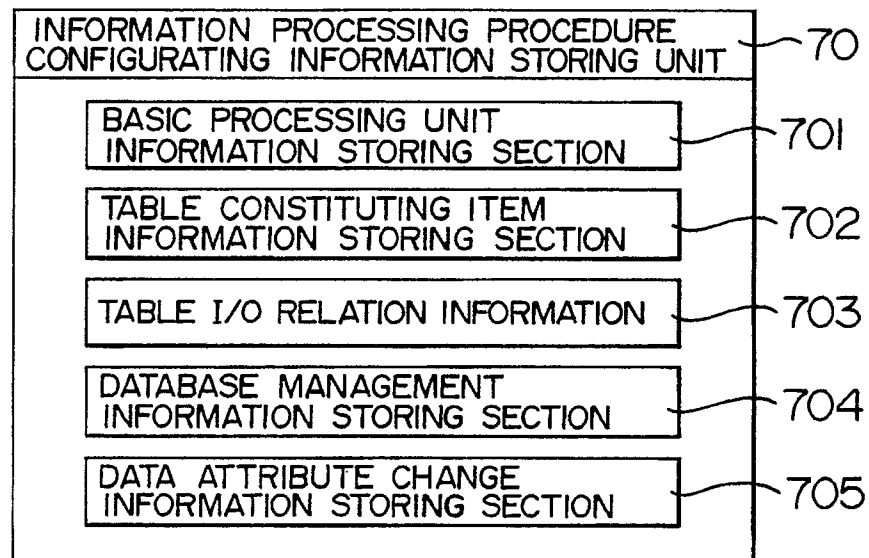 INFORMATION PROCESSING PROCEDURE
CONFIGURATING INFORMATION STORING UNIT
70
BASIC PROCESSING UNIT
INFORMATION STORING SECTION
701
TABLE CONSTITUTING ITEM
INFORMATION STORING SECTION
702
TABLE I/O RELATION INFORMATION
703
DATABASE MANAGEMENT
INFORMATION STORING SECTION
704
DATA ATTRIBUTE CHANGE
INFORMATION STORING SECTION
705